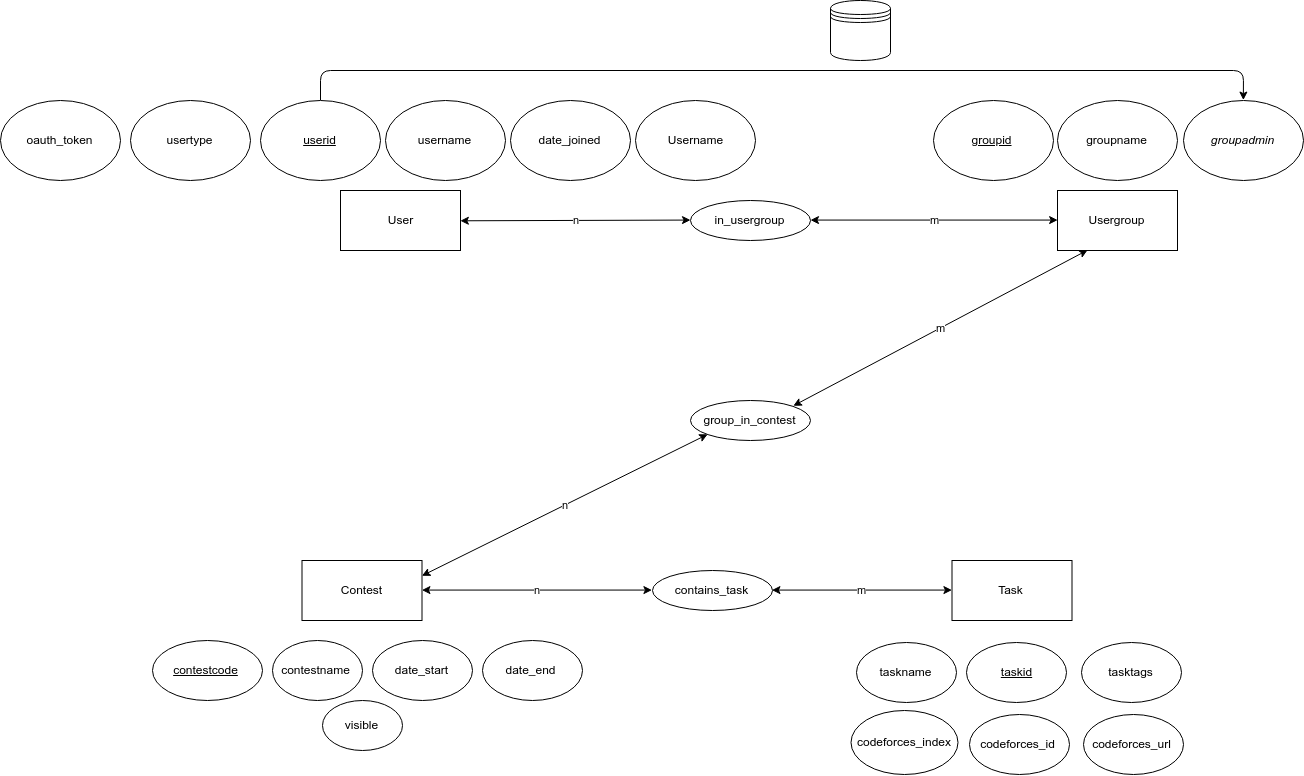 oauth_token
usertype
userid
username
date_joined
Username
groupid
groupname
groupadmin
User
n
in_usergroup
m
Usergroup
m
group_in_contest
n
Contest
n
contains_task
m
Task
contestcode
contestname
date_start
date_end
visible
taskname
taskid
tasktags
codeforces_index
codeforces_id
codeforces_url